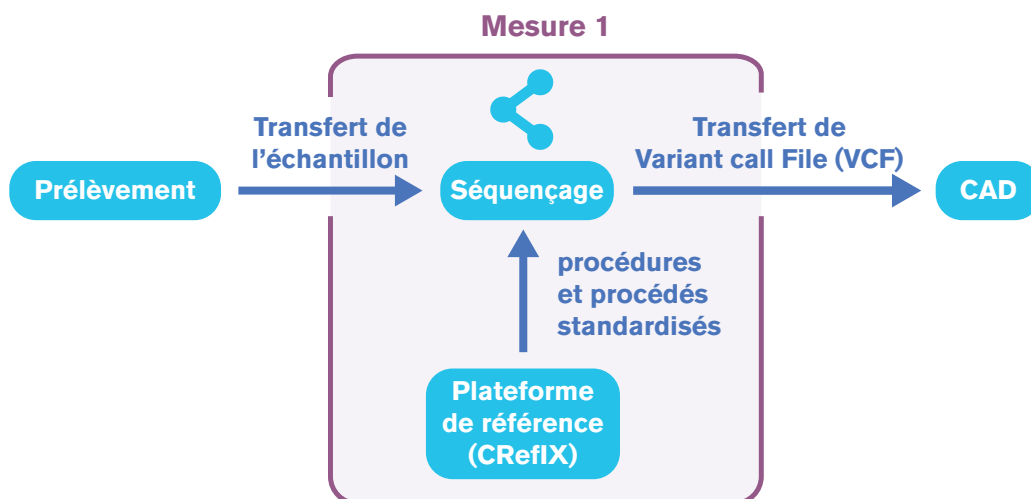 Mesure 1
Transfert de
l'échantillon
Transfert de
Variant call File (VCF)
Prélèvement
Séquençage
CAD
procédures
et procédés
standardisés
Plateforme
de référence
(CRefIX)